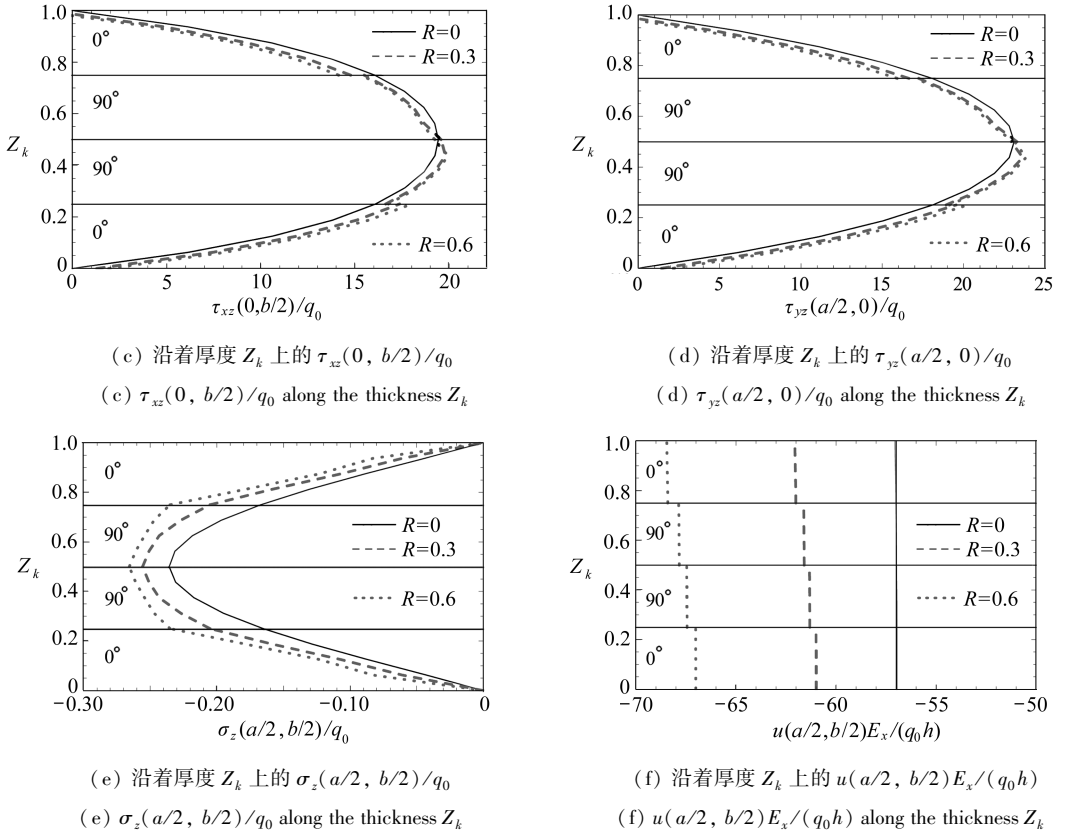 1.0
0.8
0.6
Z_k
0.4
0.2
0
0°
90°
90°
0°
R=0
R=0.3
R=0.6
0 5 10 15 20
τ_xz(0,b/2)/q_0
1.0
0.8
0.6
Z_k
0.4
0.2
0
0°
90°
90°
0°
R=0
R=0.3
R=0.6
0 5 10 15 20 25
τ_yz(a/2,0)/q_0
(c) 沿着厚度 Z_k 上的 τ_xz(0, b/2)/q_0
(c) τ_xz(0, b/2)/q_0 along the thickness Z_k
(d) 沿着厚度 Z_k 上的 τ_yz(a/2, 0)/q_0
(d) τ_yz(a/2, 0)/q_0 along the thickness Z_k
1.0
0.8
0.6
Z_k
0.4
0.2
0
0°
90°
90°
0°
R=0
R=0.3
R=0.6
−0.30 −0.20 −0.10 0
σ_z(a/2,b/2)/q_0
1.0
0.8
0.6
Z_k
0.4
0.2
0
0°
90°
90°
0°
R=0
R=0.3
R=0.6
−70 −65 −60 −55 −50
u(a/2,b/2)E_x/(q_0h)
(e) 沿着厚度 Z_k 上的 σ_z(a/2, b/2)/q_0
(e) σ_z(a/2, b/2)/q_0 along the thickness Z_k
(f) 沿着厚度 Z_k 上的 u(a/2, b/2)E_x/(q_0h)
(f) u(a/2, b/2)E_x/(q_0h) along the thickness Z_k